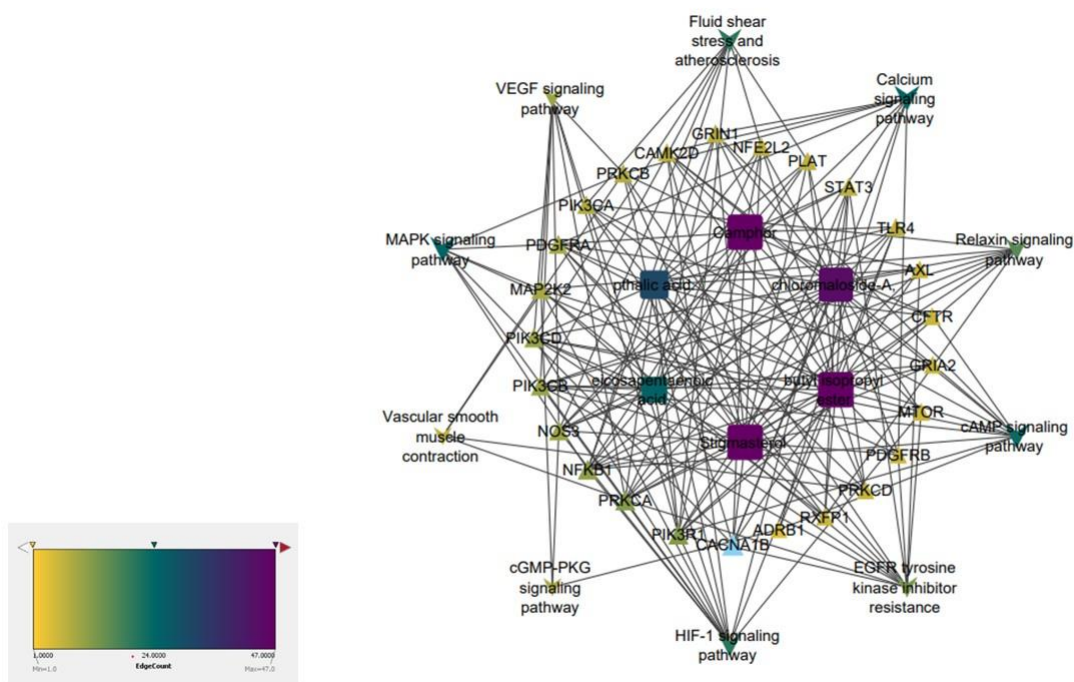 Fluid shear
stress and
atherosclerosis
VEGF signaling
pathway
Calcium
signaling
pathway
GRIN1
NFE2L2
CAMK2D
PLAT
PRKCB
STAT3
PIK3CA
TLR4
Camphor
MAPK signaling
pathway
PDGFRA
Relaxin signaling
pathway
AXL
pthalic acid
chloromaloside-A
MAP2K2
CFTR
PIK3CD
GRIA2
PIK3CB
eicosapentaenoic
acid
butyl isopropyl
ester
MTOR
Vascular smooth
muscle
contraction
NOS3
Stigmasterol
cAMP signaling
pathway
PDGFRB
NFKB1
PRKCD
PRKCA
RXFP1
PIK3R1
ADRB1
CACNA1B
cGMP-PKG
signaling
pathway
EGFR tyrosine
kinase inhibitor
resistance
HIF-1 signaling
pathway
1.0000
24.0000
47.0000
Min=1.0
EdgeCount
Max=47.0